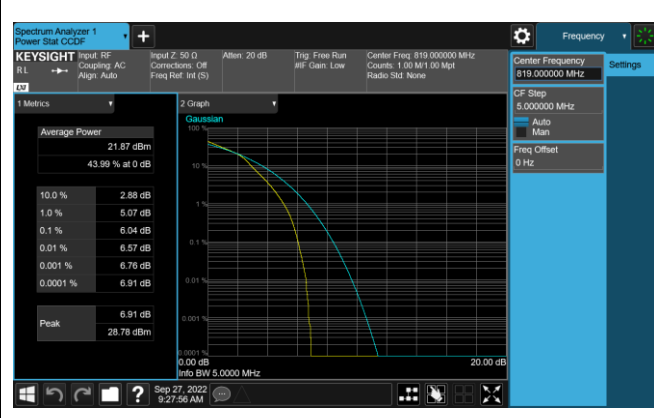 Spectrum Analyzer 1
Power Stat CCDF
Frequency
KEYSIGHT
RL
LXI
Input: RF
Coupling: AC
Align: Auto
Input Z: 50 Ω
Corrections: Off
Freq Ref: Int (S)
Atten: 20 dB
Trig: Free Run
#IF Gain: Low
Center Freq: 819.000000 MHz
Counts: 1.00 M/1.00 Mpt
Radio Std: None
Center Frequency
819.000000 MHz
Settings
CF Step
5.000000 MHz
Auto
Man
Freq Offset
0 Hz
1 Metrics
Average Power
21.87 dBm
43.99 % at 0 dB
10.0 % 2.88 dB
1.0 % 5.07 dB
0.1 % 6.04 dB
0.01 % 6.57 dB
0.001 % 6.76 dB
0.0001 % 6.91 dB
Peak
6.91 dB
28.78 dBm
2 Graph
Gaussian
100 %
10 %
1 %
0.1 %
0.01 %
0.001 %
0.0001 %
0.00 dB
20.00 dB
Info BW 5.0000 MHz
?
Sep 27, 2022
9:27:56 AM